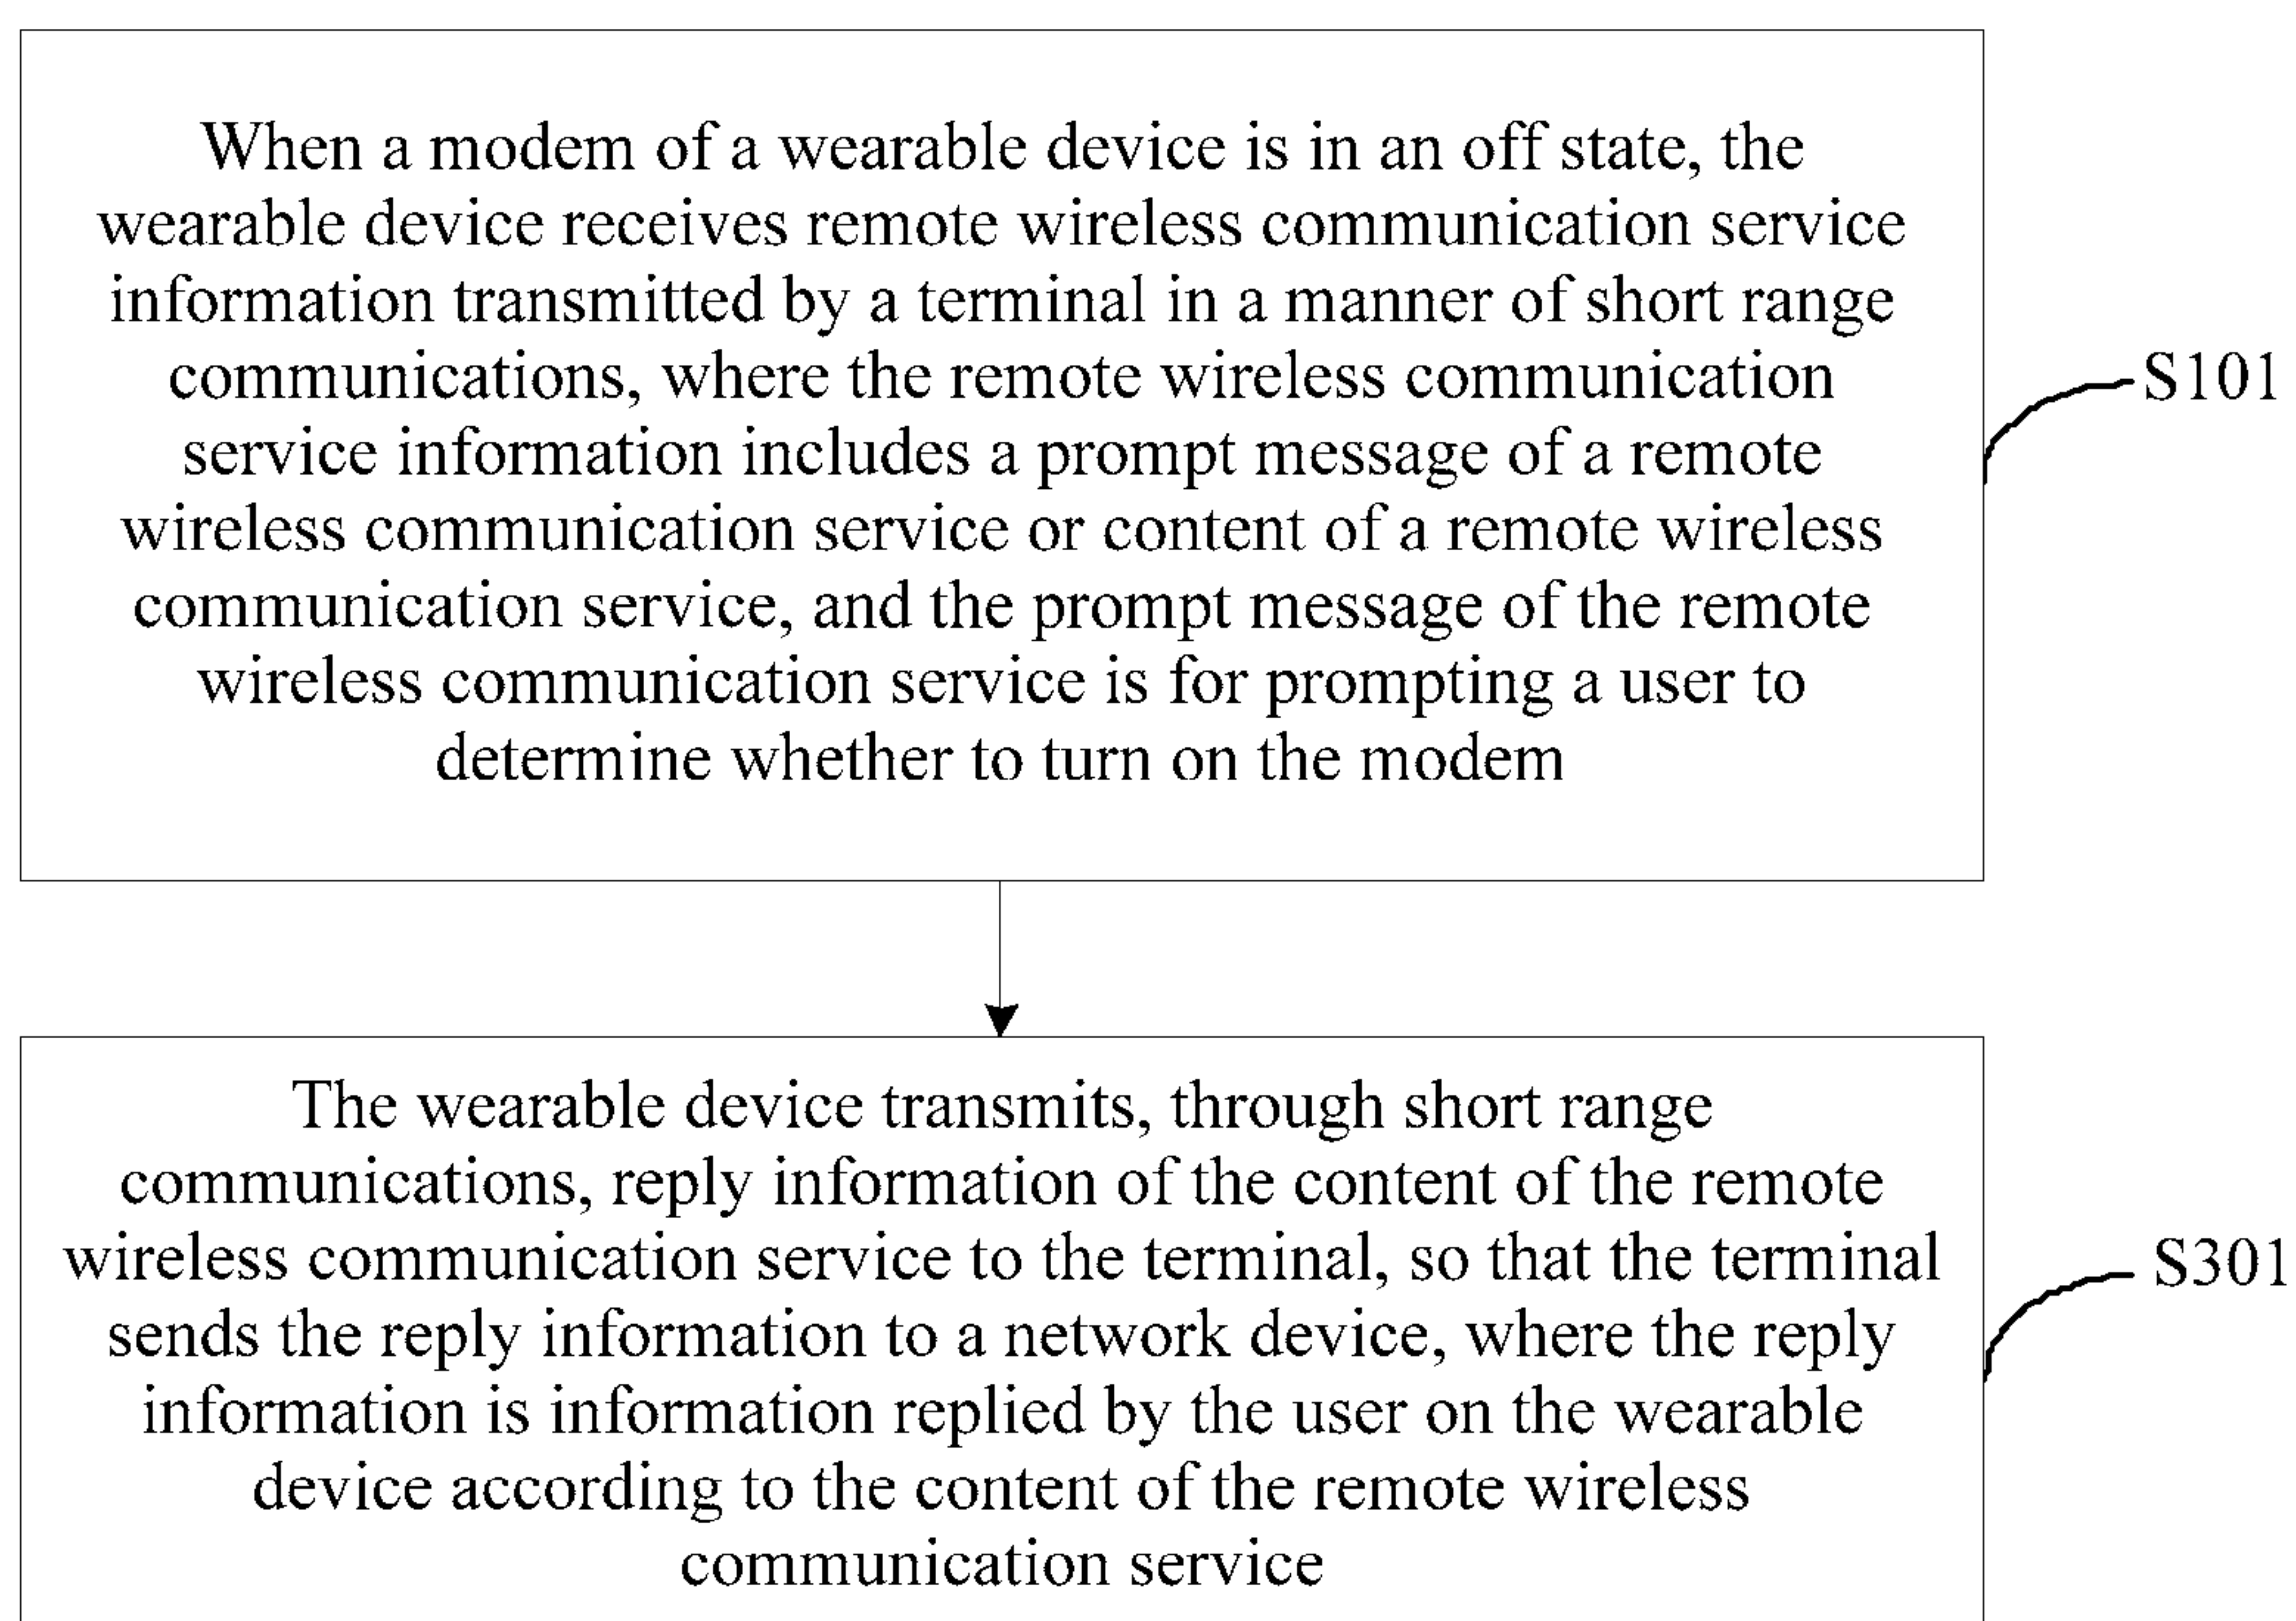 When a modem of a wearable device is in an off state, the
wearable device receives remote wireless communication service
information transmitted by a terminal in a manner of short range
communications, where the remote wireless communication
service information includes a prompt message of a remote
wireless communication service or content of a remote wireless
communication service, and the prompt message of the remote
wireless communication service is for prompting a user to
determine whether to turn on the modem
S101
The wearable device transmits, through short range
communications, reply information of the content of the remote
wireless communication service to the terminal, so that the terminal
sends the reply information to a network device, where the reply
information is information replied by the user on the wearable
device according to the content of the remote wireless
communication service
S301